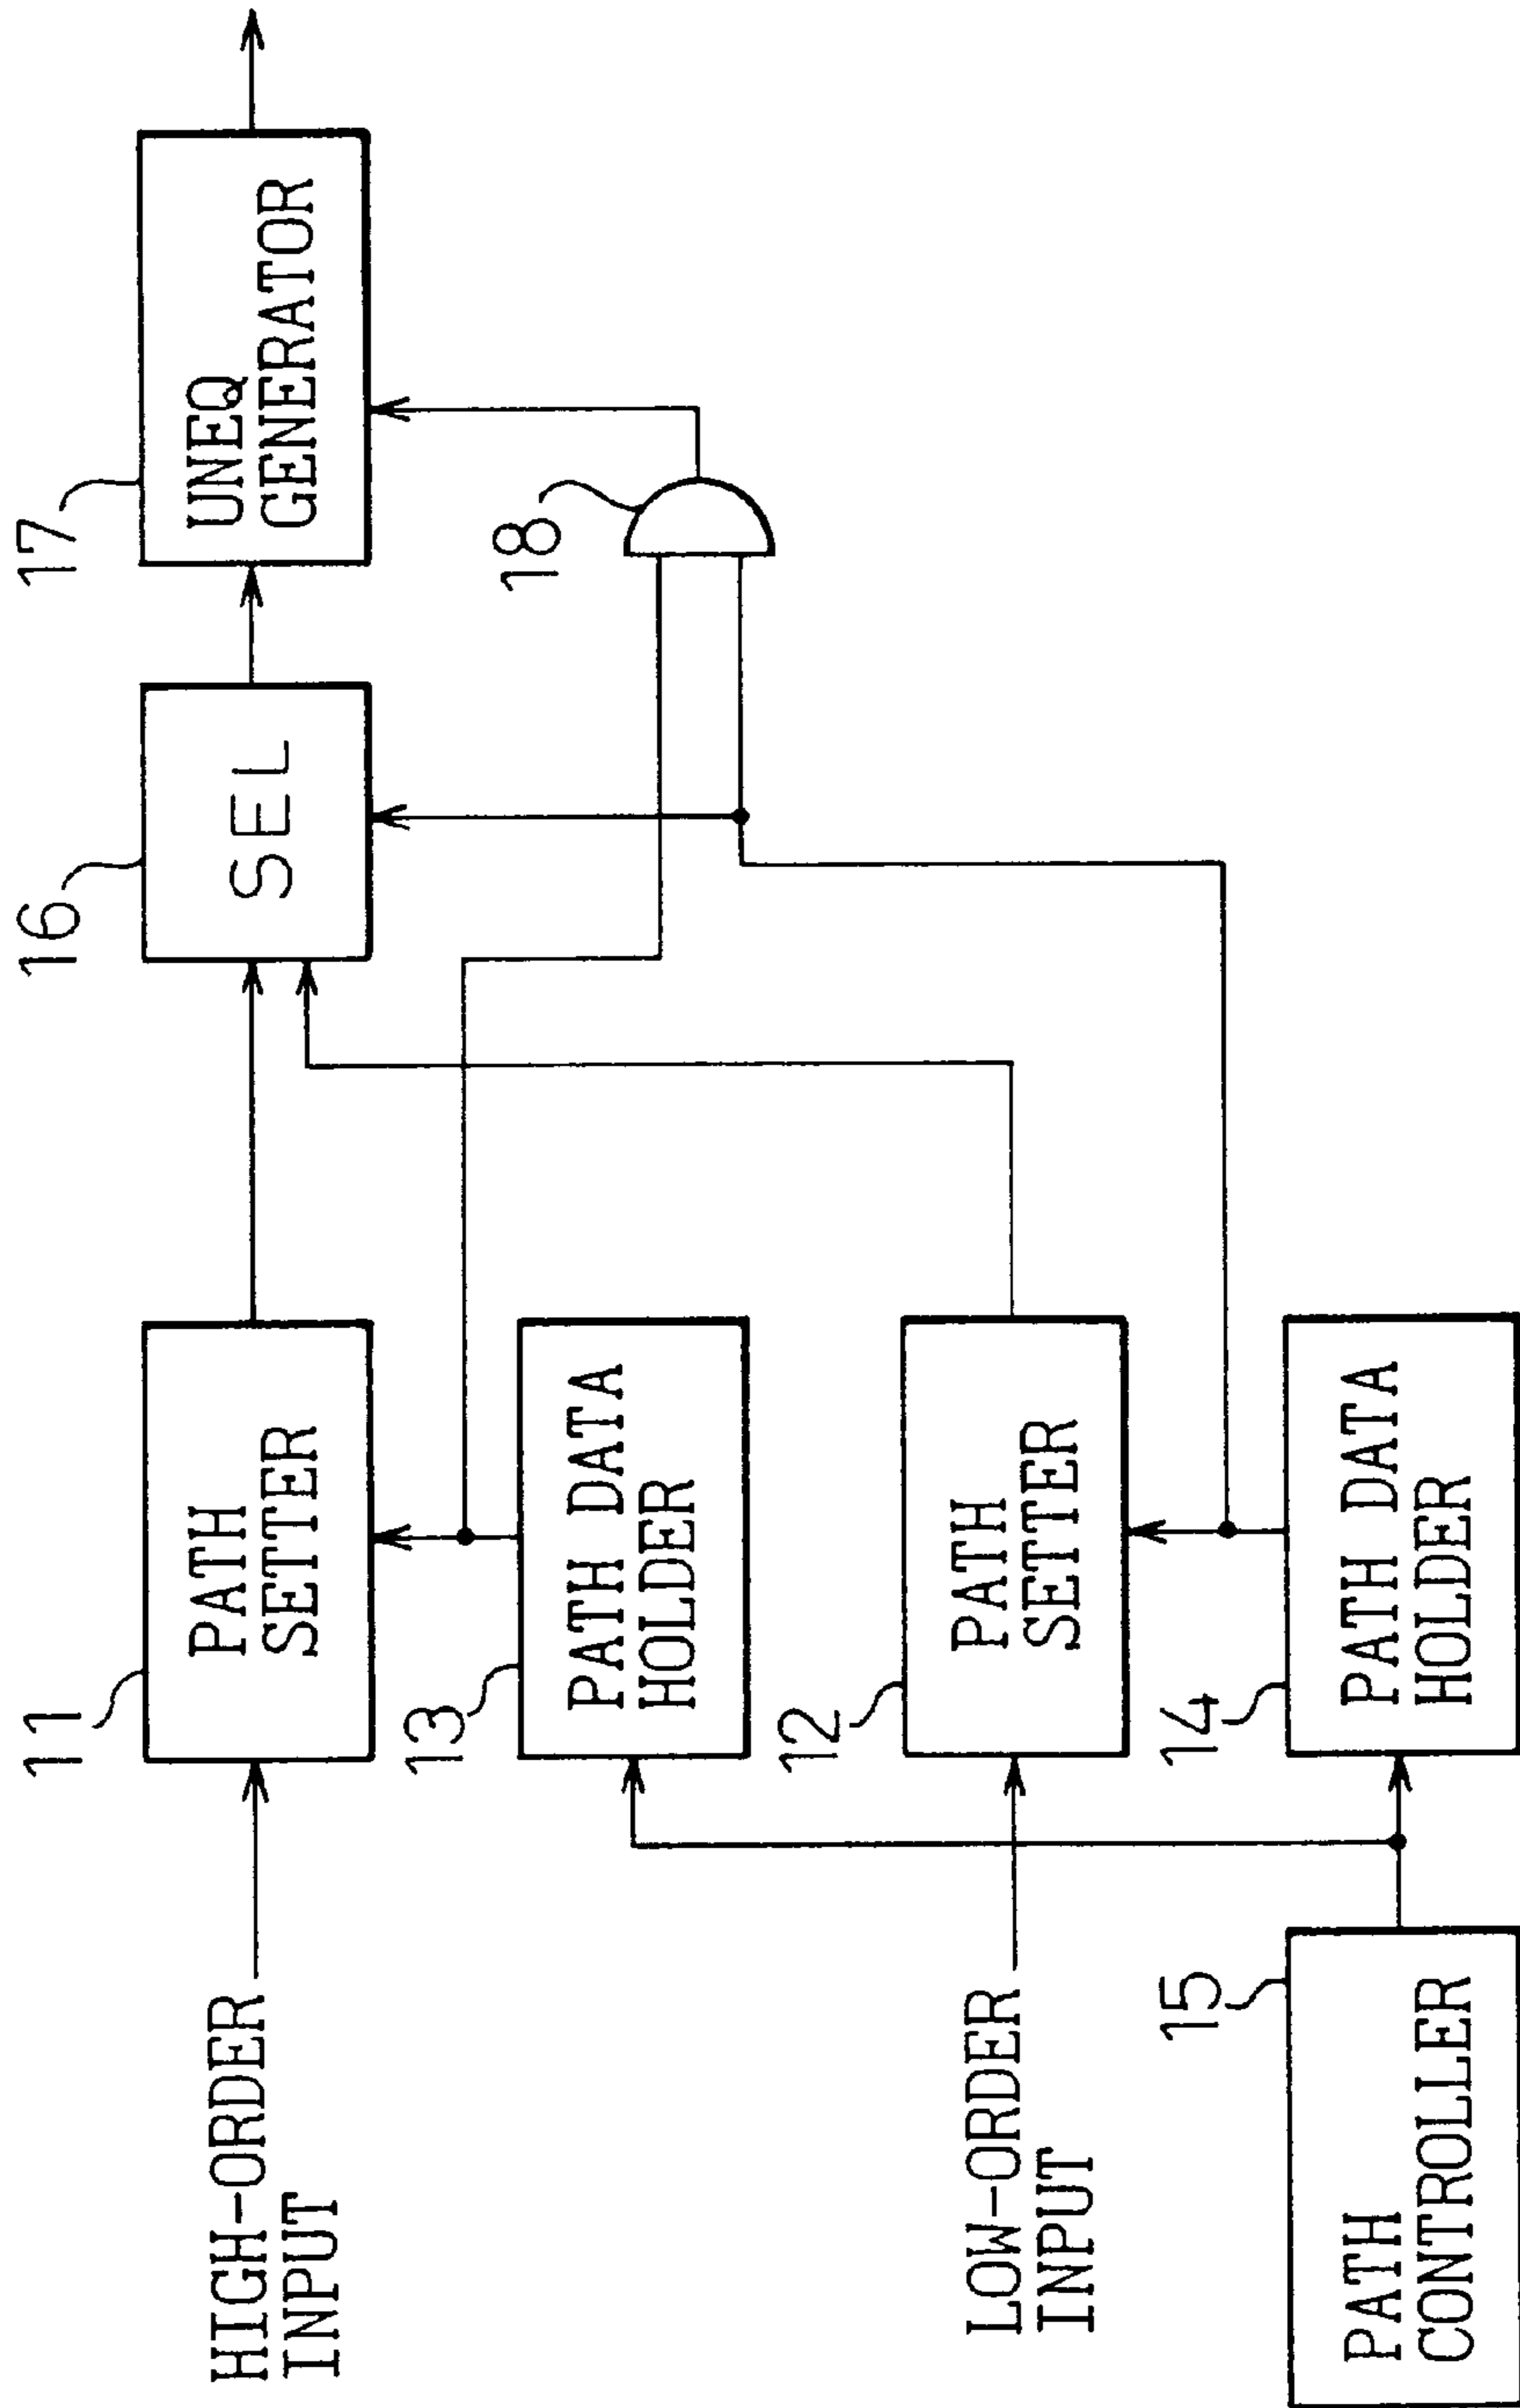 HIGH-ORDER
INPUT
11
PATH
SETTER
16
SEL
17
UNEQ
GENERATOR
13
PATH DATA
HOLDER
18
LOW-ORDER
INPUT
12
PATH
SETTER
15
PATH
CONTROLLER
14
PATH DATA
HOLDER